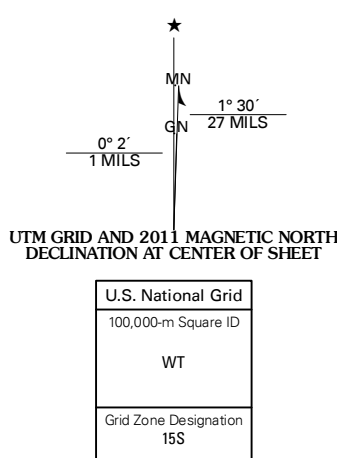 ★
MN
1° 30´
27 MILS
GN
0° 2´
1 MILS
UTM GRID AND 2011 MAGNETIC NORTH
DECLINATION AT CENTER OF SHEET
U.S. National Grid
100,000-m Square ID
WT
Grid Zone Designation
15S